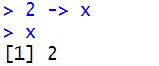 > 2 -> x
> x
[1] 2